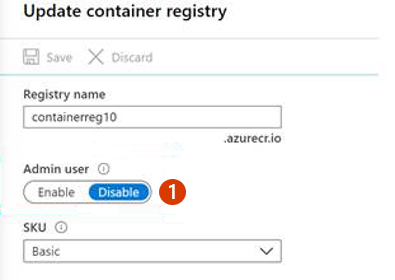 Update container registry
Save Discard
Registry name
containerreg10
.azurecr.io
Admin user
Enable Disable 1
SKU
Basic